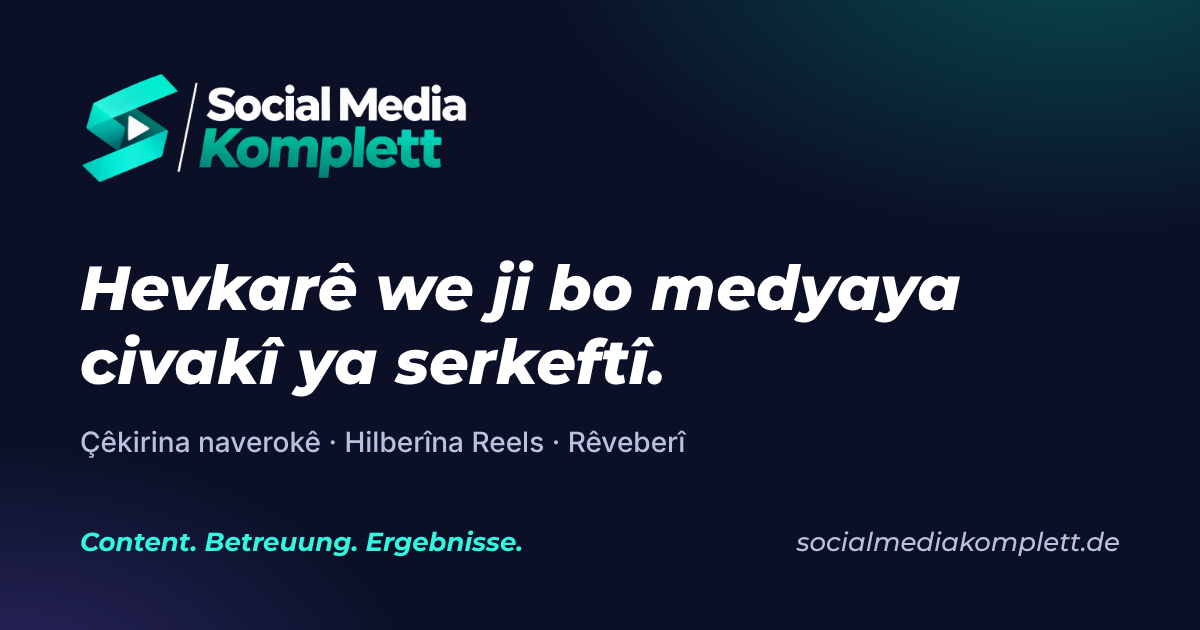 Social Media
Komplett
Hevkarê we ji bo medyaya
civakî ya serkeftî.
Çêkirina naverokê · Hilberîna Reels · Rêveberî
Content. Betreuung. Ergebnisse.
socialmediakomplett.de